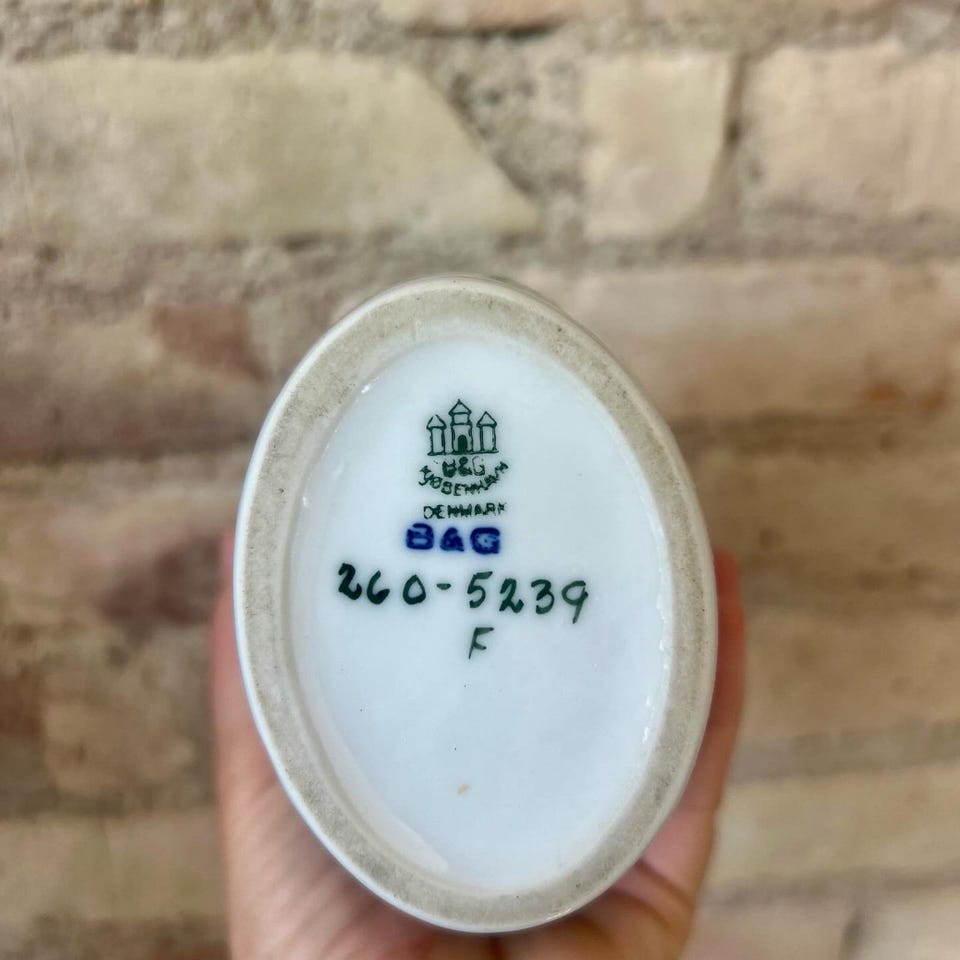 B&G
KJØBENHAVN
DENMARK
B&G
260-5239
F